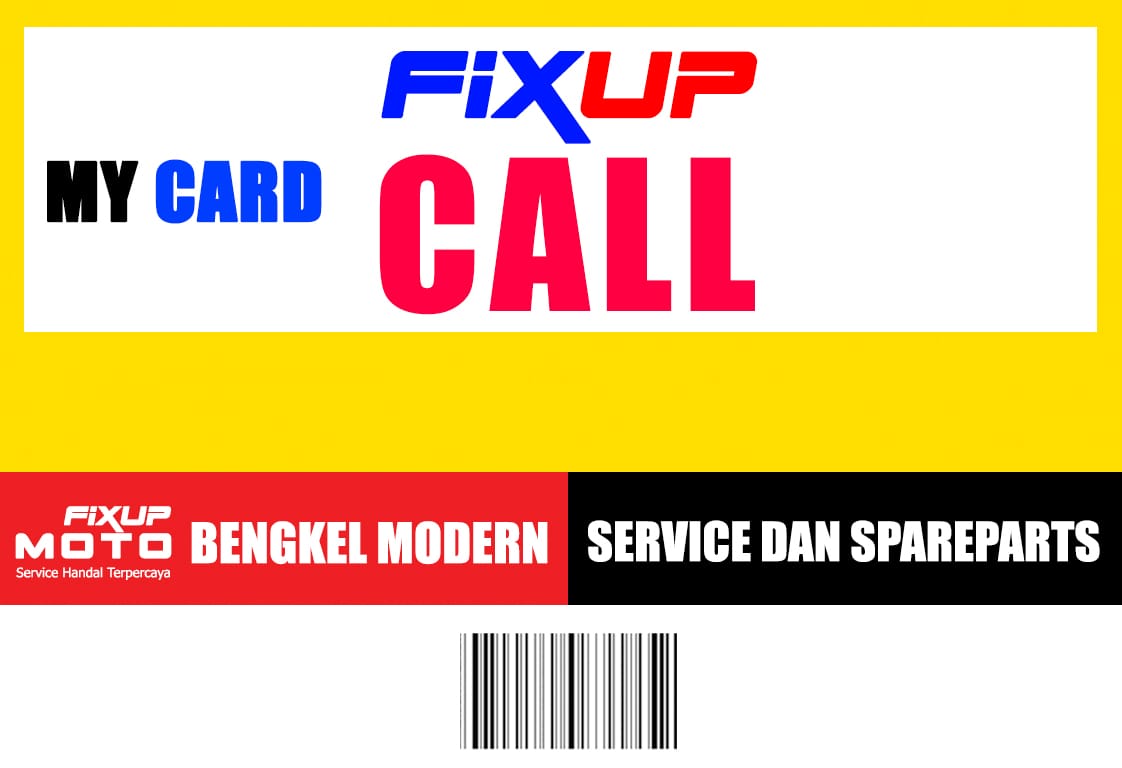 FiXUP
MY CARD
CALL
FiXUP
MOTO
Service Handal Terpercaya
BENGKEL MODERN
SERVICE DAN SPAREPARTS